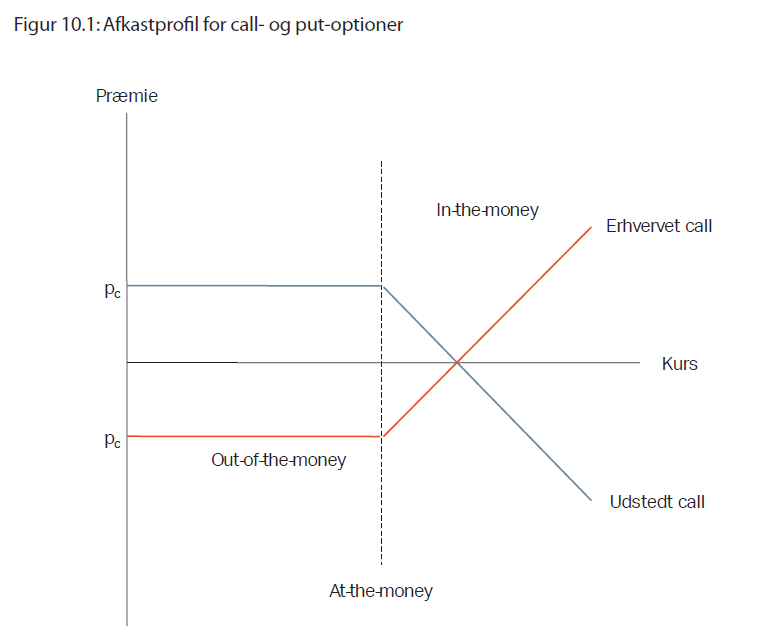 Figur 10.1: Afkastprofil for call- og put-optioner
Præmie
In-the-money
Erhvervet call
pc
Kurs
pc
Out-of-the-money
Udstedt call
At-the-money